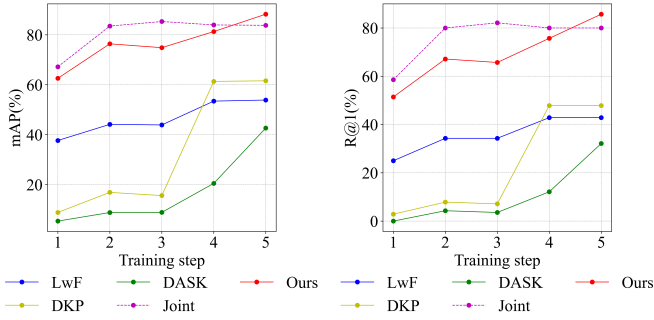 mAP(%)
80
60
40
20
1 2 3 4 5
Training step
LwF DASK Ours
DKP Joint
R@1(%)
80
60
40
20
0
1 2 3 4 5
Training step
LwF DASK Ours
DKP Joint